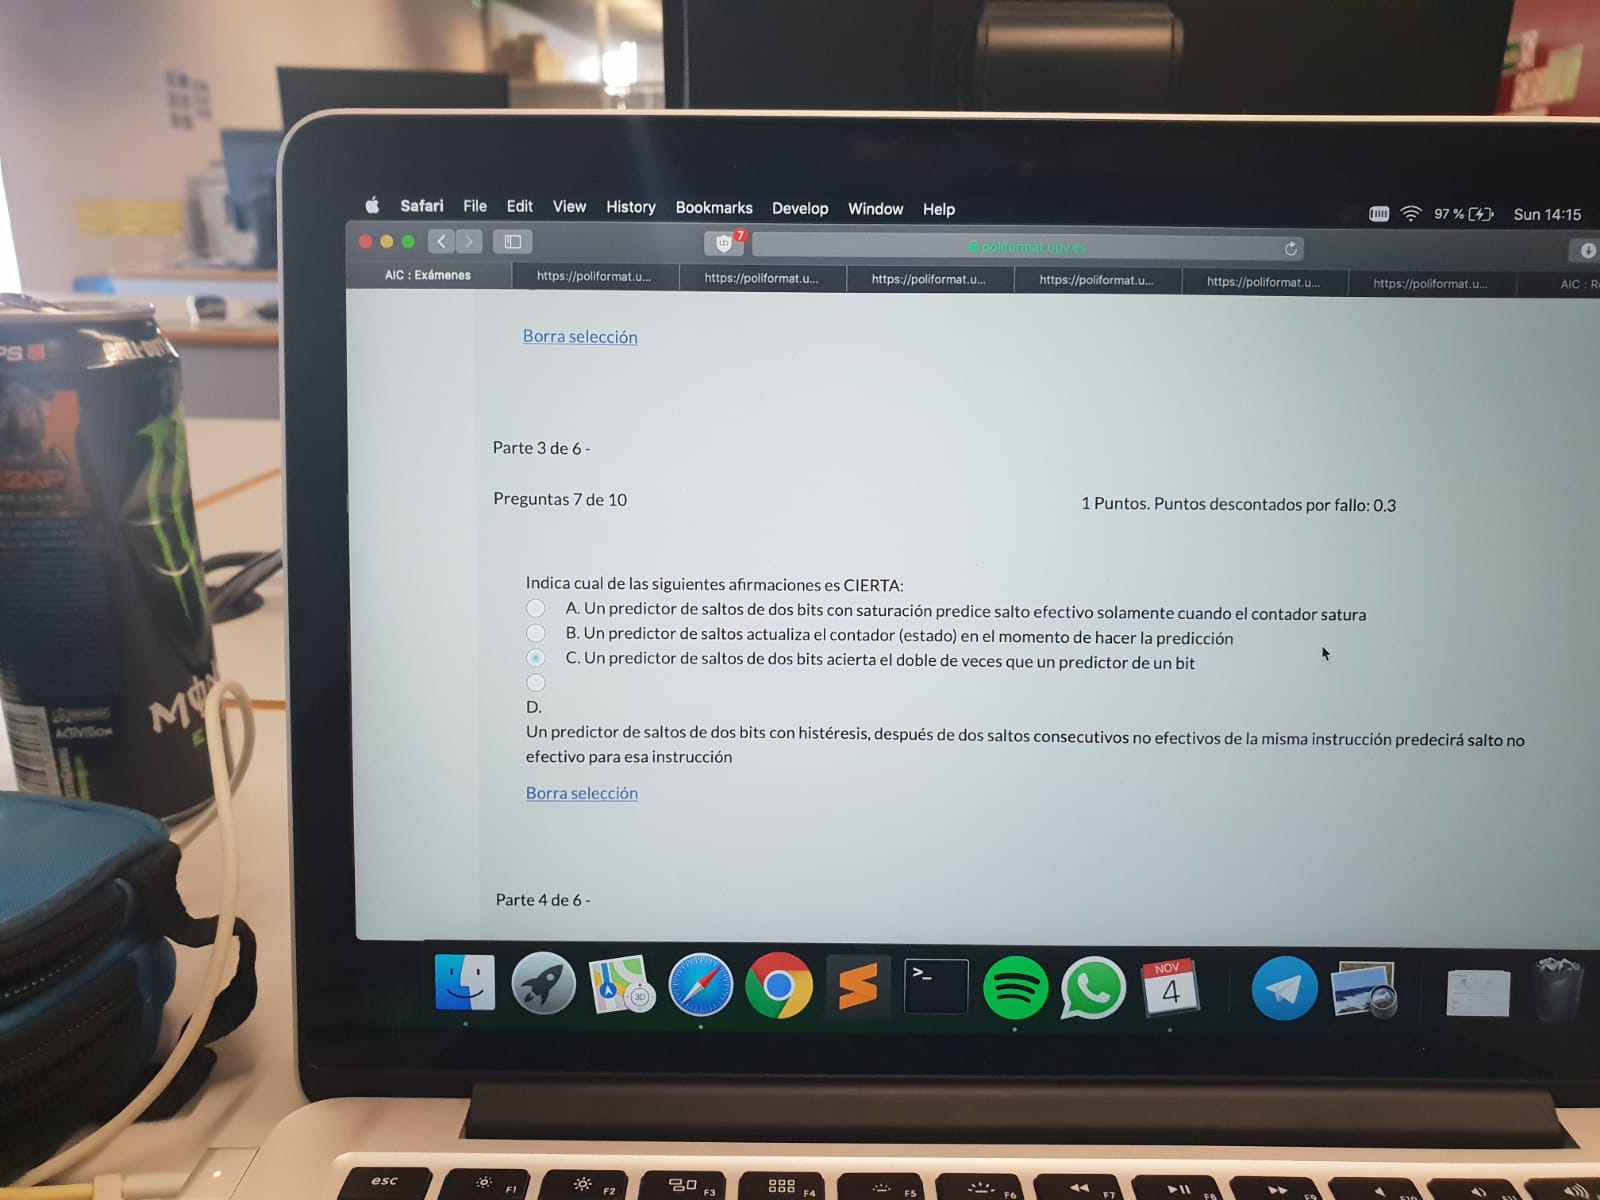 Safari File Edit View History Bookmarks Develop Window Help 97 % Sun 14:15
7
poliformat.upv.es
AIC : Exámenes https://poliformat.u... https://poliformat.u... https://poliformat.u... https://poliformat.u... https://poliformat.u... https://poliformat.u... AIC : R
Borra selección
Parte 3 de 6 -
Preguntas 7 de 10 1 Puntos. Puntos descontados por fallo: 0.3
Indica cual de las siguientes afirmaciones es CIERTA:
A. Un predictor de saltos de dos bits con saturación predice salto efectivo solamente cuando el contador satura
B. Un predictor de saltos actualiza el contador (estado) en el momento de hacer la predicción
C. Un predictor de saltos de dos bits acierta el doble de veces que un predictor de un bit
D.
Un predictor de saltos de dos bits con histéresis, después de dos saltos consecutivos no efectivos de la misma instrucción predecirá salto no
efectivo para esa instrucción
Borra selección
Parte 4 de 6 -
3D
>_
NOV
4
2XP
ACTIVISION
esc F1 F2 F3 F4 F5 F6 F7 F8 F9 F10